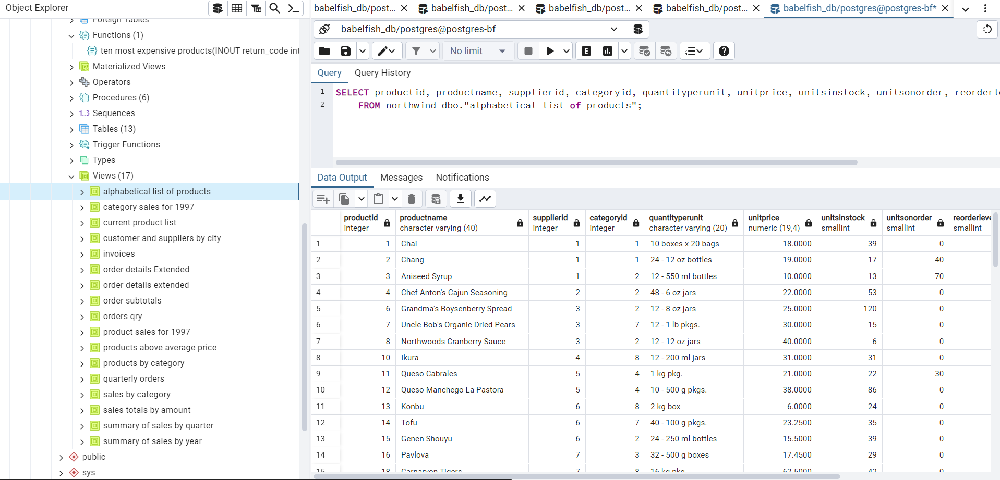 Object Explorer
Foreign Tables
Functions (1)
ten most expensive products(INOUT return_code int
Materialized Views
Operators
Procedures (6)
1..3 Sequences
Tables (13)
Trigger Functions
Types
Views (17)
alphabetical list of products
category sales for 1997
current product list
customer and suppliers by city
invoices
order details Extended
order details extended
order subtotals
orders qry
product sales for 1997
products above average price
products by category
quarterly orders
sales by category
sales totals by amount
summary of sales by quarter
summary of sales by year
public
sys
babelfish_db/post... babelfish_db/post... babelfish_db/post... babelfish_db/post... babelfish_db/postgres@postgres-bf*
babelfish_db/postgres@postgres-bf
No limit E
Query Query History
1 SELECT productid, productname, supplierid, categoryid, quantityperunit, unitprice, unitsinstock, unitsonorder, reorderle
2 FROM northwind_dbo."alphabetical list of products";
Data Output Messages Notifications
productid productname supplierid categoryid quantityperunit unitprice unitsinstock unitsonorder reorderleve
integer character varying (40) integer integer character varying (20) numeric (19,4) smallint smallint smallint
1 1 Chai 1 1 10 boxes x 20 bags 18.0000 39 0
2 2 Chang 1 1 24 - 12 oz bottles 19.0000 17 40
3 3 Aniseed Syrup 1 2 12 - 550 ml bottles 10.0000 13 70
4 4 Chef Anton's Cajun Seasoning 2 2 48 - 6 oz jars 22.0000 53 0
5 6 Grandma's Boysenberry Spread 3 2 12 - 8 oz jars 25.0000 120 0
6 7 Uncle Bob's Organic Dried Pears 3 7 12 - 1 lb pkgs. 30.0000 15 0
7 8 Northwoods Cranberry Sauce 3 2 12 - 12 oz jars 40.0000 6 0
8 10 Ikura 4 8 12 - 200 ml jars 31.0000 31 0
9 11 Queso Cabrales 5 4 1 kg pkg. 21.0000 22 30
10 12 Queso Manchego La Pastora 5 4 10 - 500 g pkgs. 38.0000 86 0
11 13 Konbu 6 8 2 kg box 6.0000 24 0
12 14 Tofu 6 7 40 - 100 g pkgs. 23.2500 35 0
13 15 Genen Shouyu 6 2 24 - 250 ml bottles 15.5000 39 0
14 16 Pavlova 7 3 32 - 500 g boxes 17.4500 29 0
15 18 Carnarvon Tigers 7 8 16 kg pkg. 62.5000 42 0